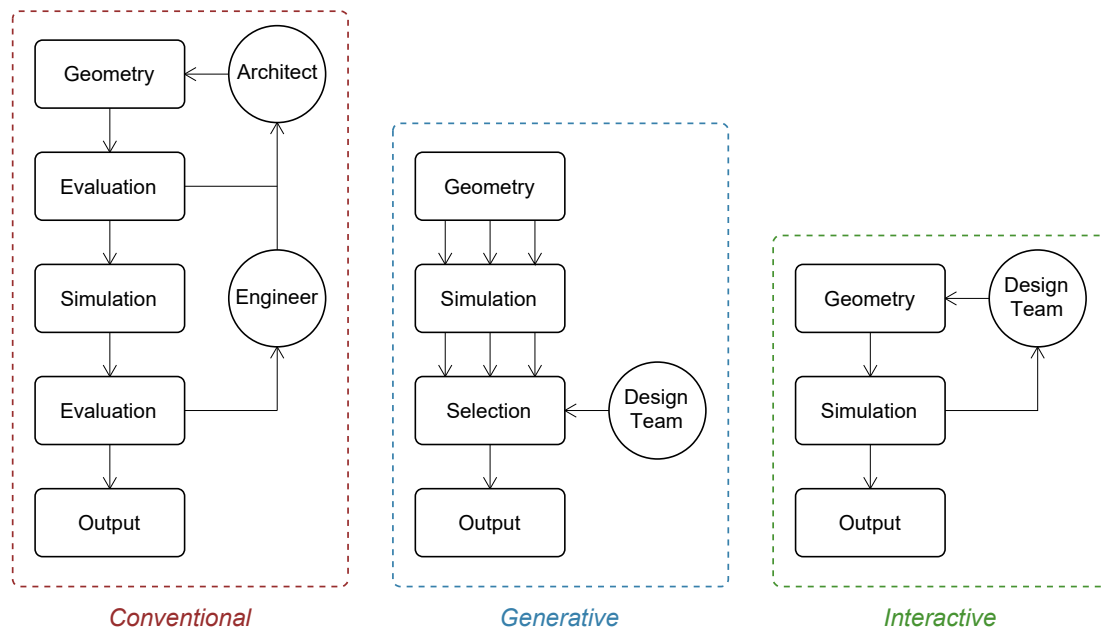 Geometry
Architect
Evaluation
Simulation
Engineer
Evaluation
Output
Conventional
Geometry
Simulation
Selection
Design
Team
Output
Generative
Geometry
Design
Team
Simulation
Output
Interactive